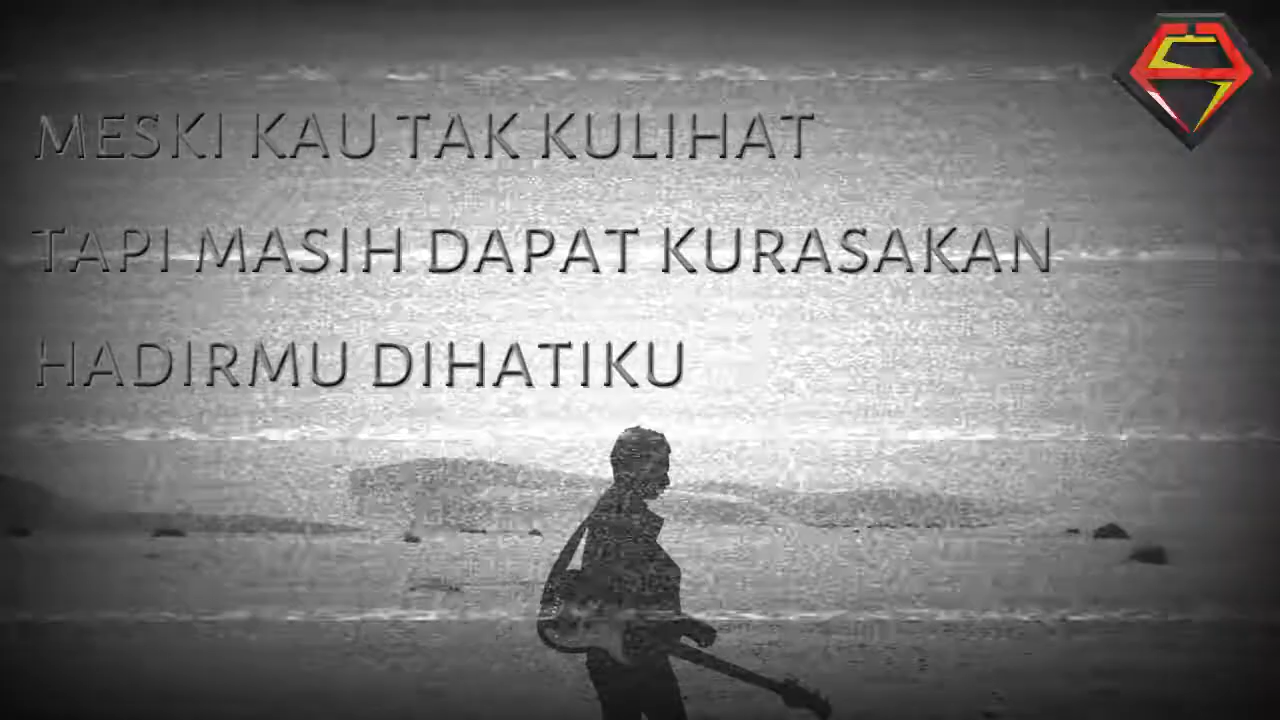 MESKI KAU TAK KULIHAT
TAPI MASIH DAPAT KURASAKAN
HADIRMU DIHATIKU